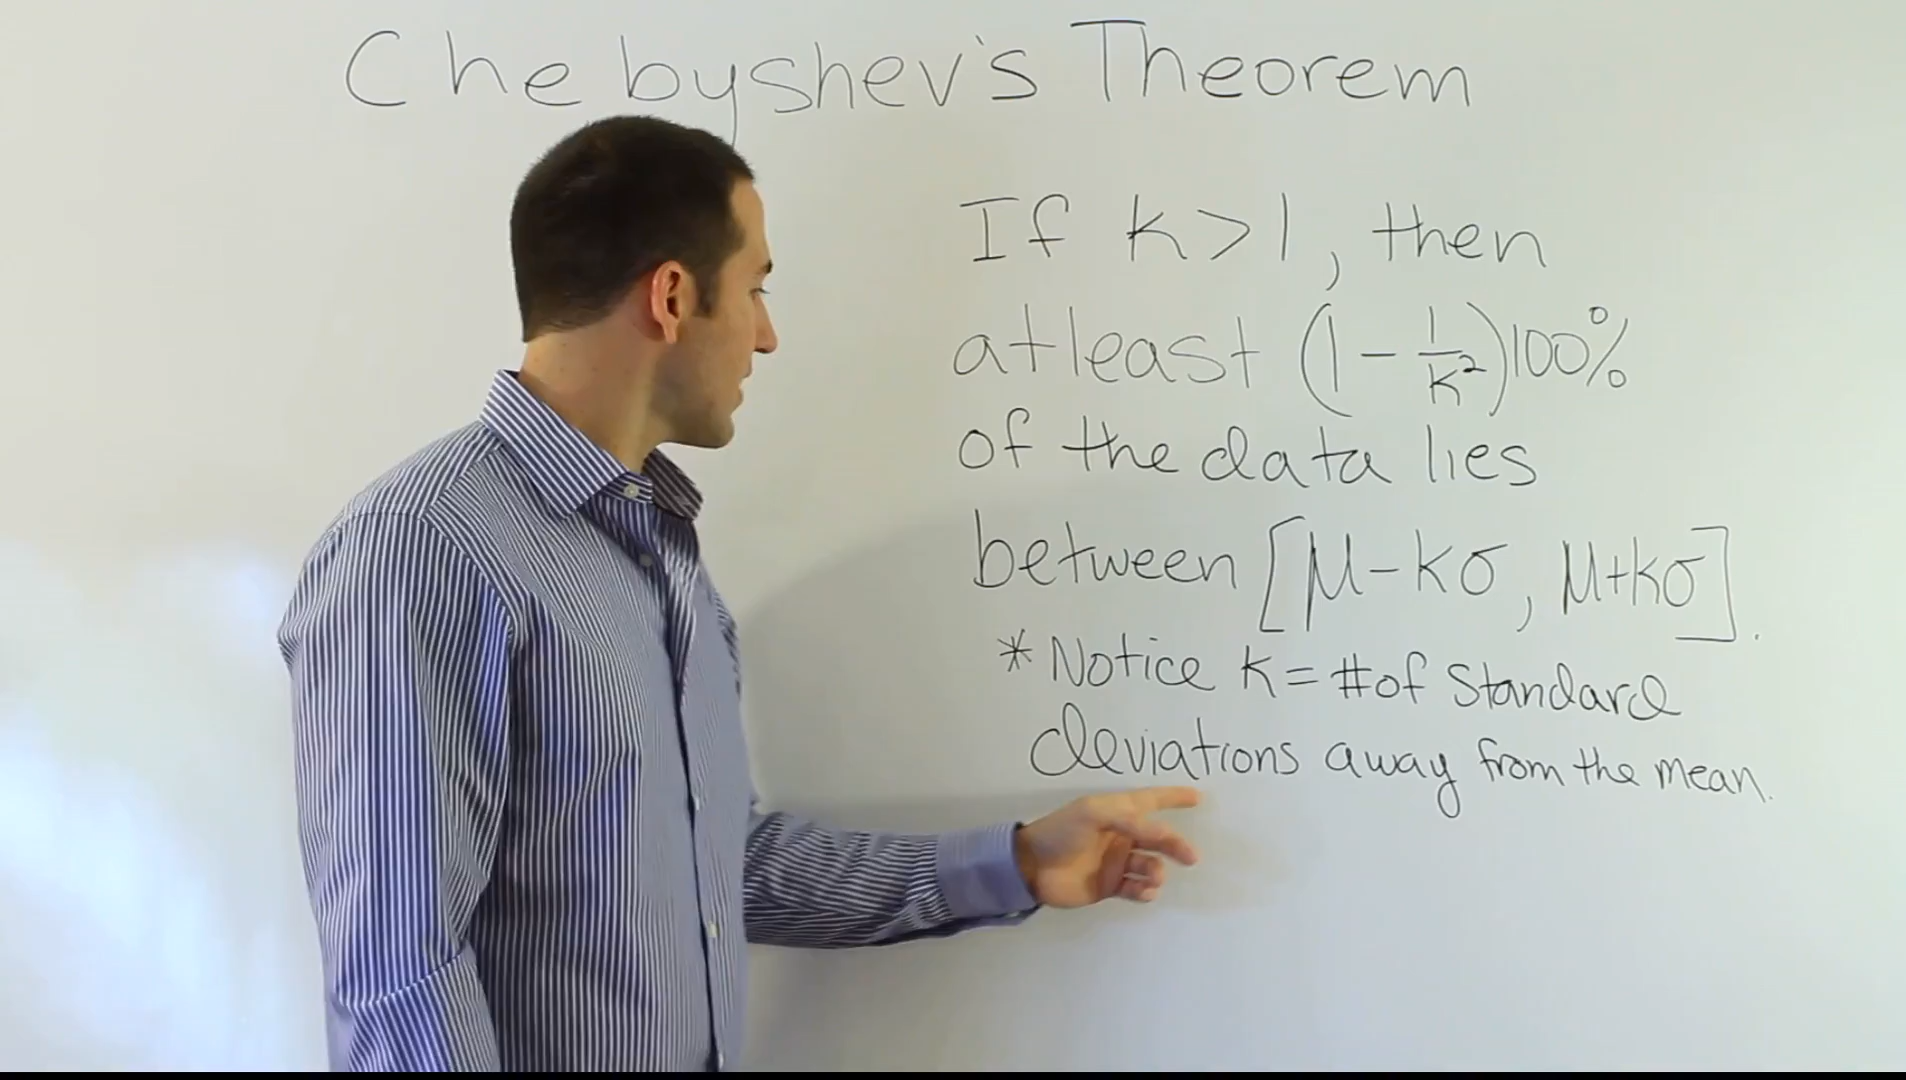 Chebyshev's Theorem
If k>1, then
at least (1 - 1/k²)100%
of the data lies
between [μ-kσ, μ+kσ].
* Notice k = # of standard
deviations away from the mean.